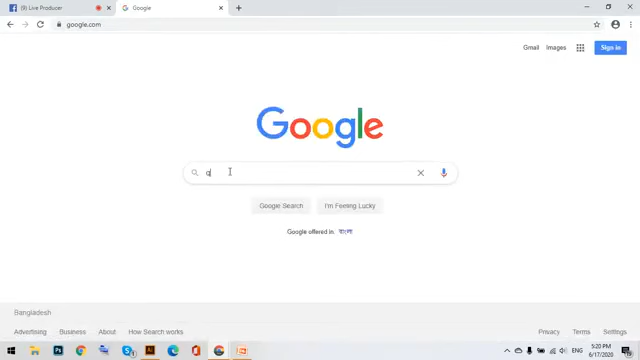 (9) Live Producer
Google
google.com
Gmail
Images
Sign in
Google
q
Google Search
I'm Feeling Lucky
Google offered in: বাংলা
Bangladesh
Advertising
Business
About
How Search works
Privacy
Terms
Settings
ENG
5:20 PM
6/17/2020